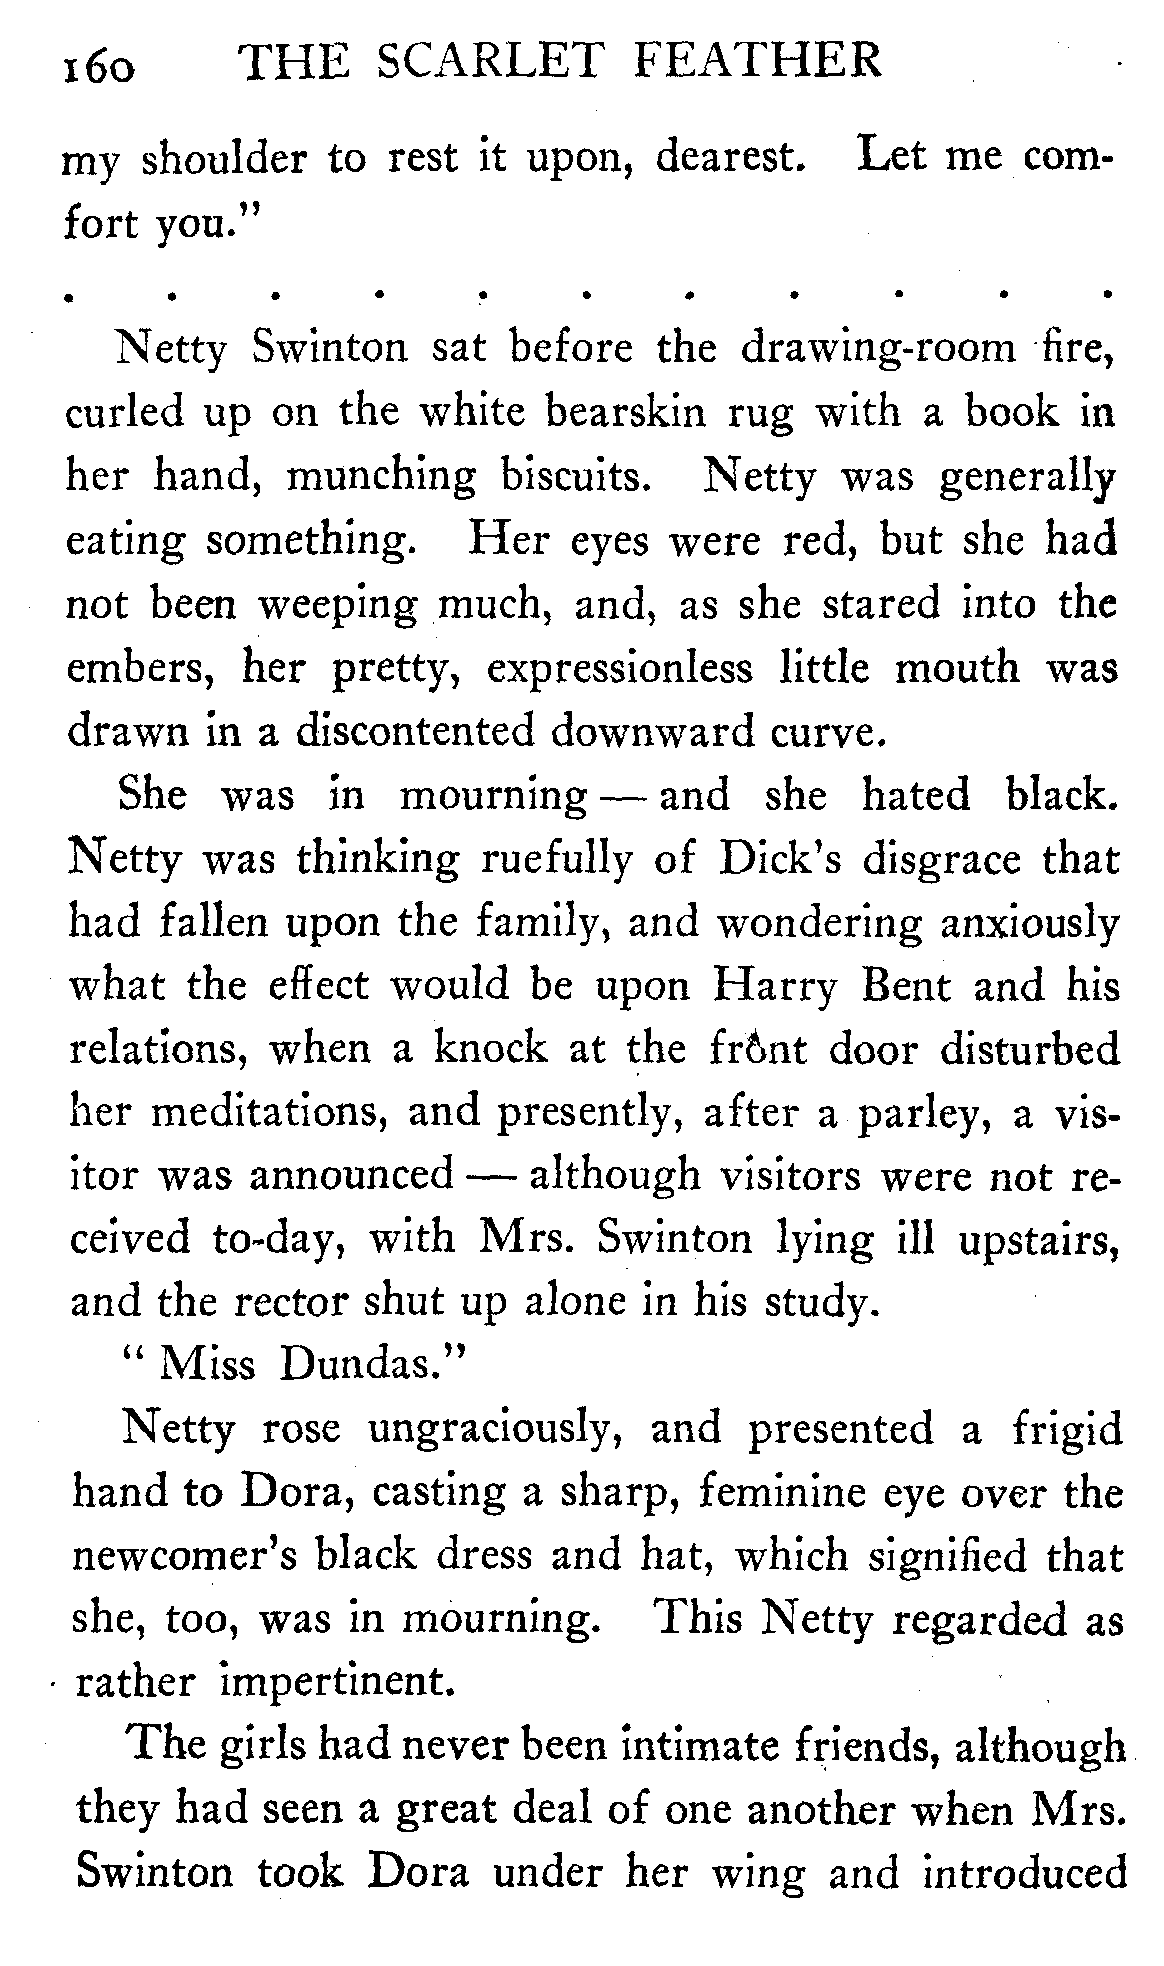 160 THE SCARLET FEATHER
my shoulder to rest it upon, dearest. Let me com-
fort you."
. . . . . . . . . . .
Netty Swinton sat before the drawing-room fire,
curled up on the white bearskin rug with a book in
her hand, munching biscuits. Netty was generally
eating something. Her eyes were red, but she had
not been weeping much, and, as she stared into the
embers, her pretty, expressionless little mouth was
drawn in a discontented downward curve.
She was in mourning — and she hated black.
Netty was thinking ruefully of Dick's disgrace that
had fallen upon the family, and wondering anxiously
what the effect would be upon Harry Bent and his
relations, when a knock at the front door disturbed
her meditations, and presently, after a parley, a vis-
itor was announced — although visitors were not re-
ceived to-day, with Mrs. Swinton lying ill upstairs,
and the rector shut up alone in his study.
" Miss Dundas."
Netty rose ungraciously, and presented a frigid
hand to Dora, casting a sharp, feminine eye over the
newcomer's black dress and hat, which signified that
she, too, was in mourning. This Netty regarded as
rather impertinent.
The girls had never been intimate friends, although
they had seen a great deal of one another when Mrs.
Swinton took Dora under her wing and introduced